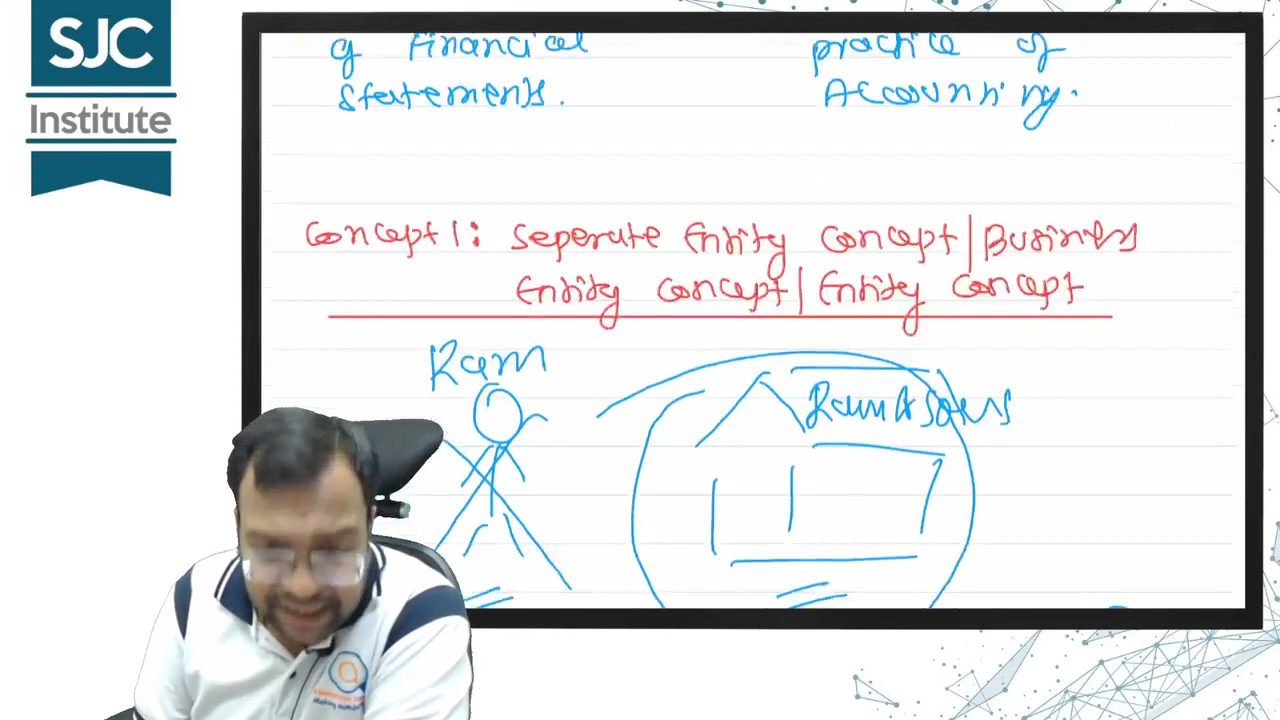 SJC
Institute
of Financial
Statements.
practice of
Accounting.
Concept 1: Seperate Entity Concept | Business
Entity Concept | Entity Concept
Ram
Ram & Sons